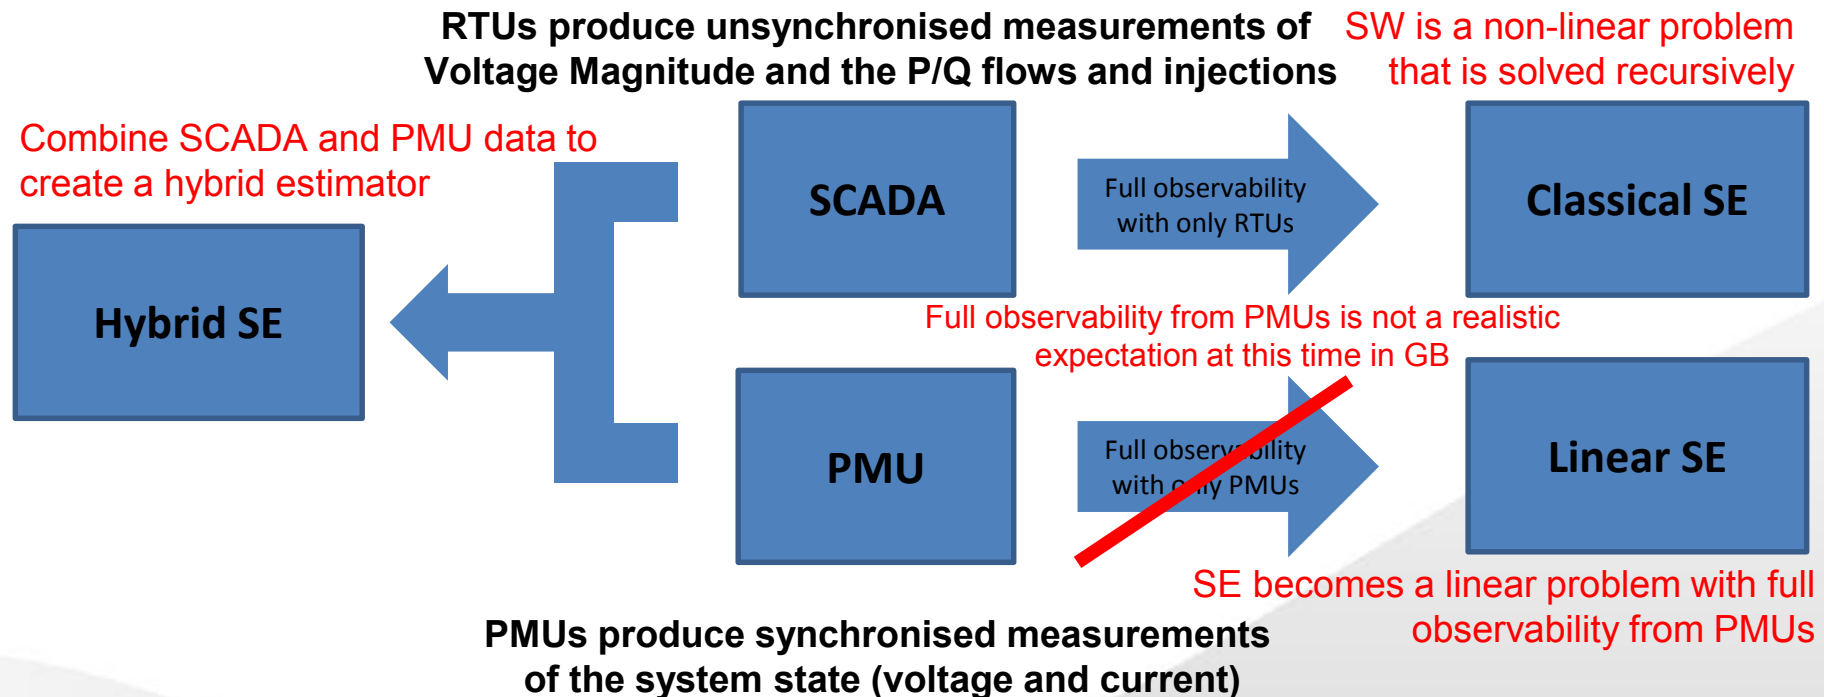 RTUs produce unsynchronised measurements of
Voltage Magnitude and the P/Q flows and injections
SW is a non-linear problem
that is solved recursively
Combine SCADA and PMU data to
create a hybrid estimator
SCADA
Full observability
with only RTUs
Classical SE
Hybrid SE
Full observability from PMUs is not a realistic
expectation at this time in GB
PMU
Full observability
with only PMUs
Linear SE
SE becomes a linear problem with full
observability from PMUs
PMUs produce synchronised measurements
of the system state (voltage and current)